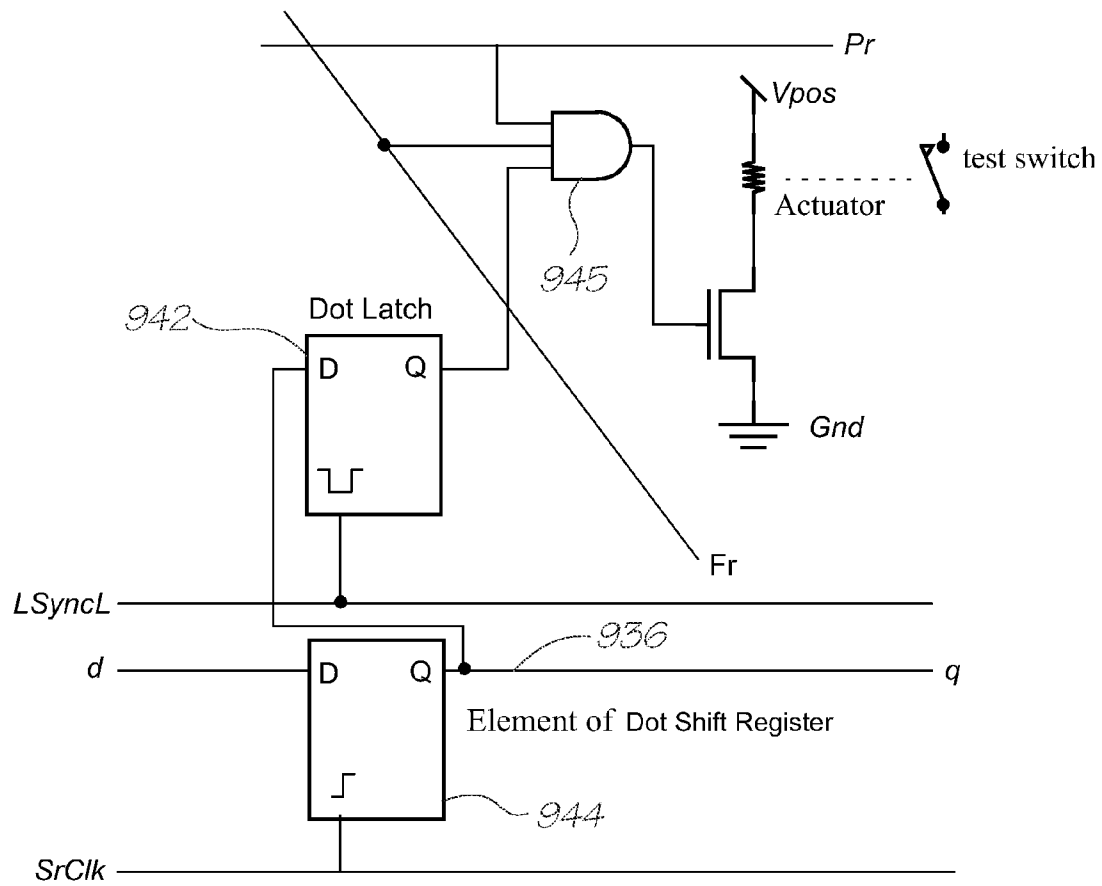 Pr
Vpos
test switch
Actuator
945
Dot Latch
942
D Q
Gnd
Fr
LSyncL
936
d
D Q
q
Element of Dot Shift Register
944
SrClk